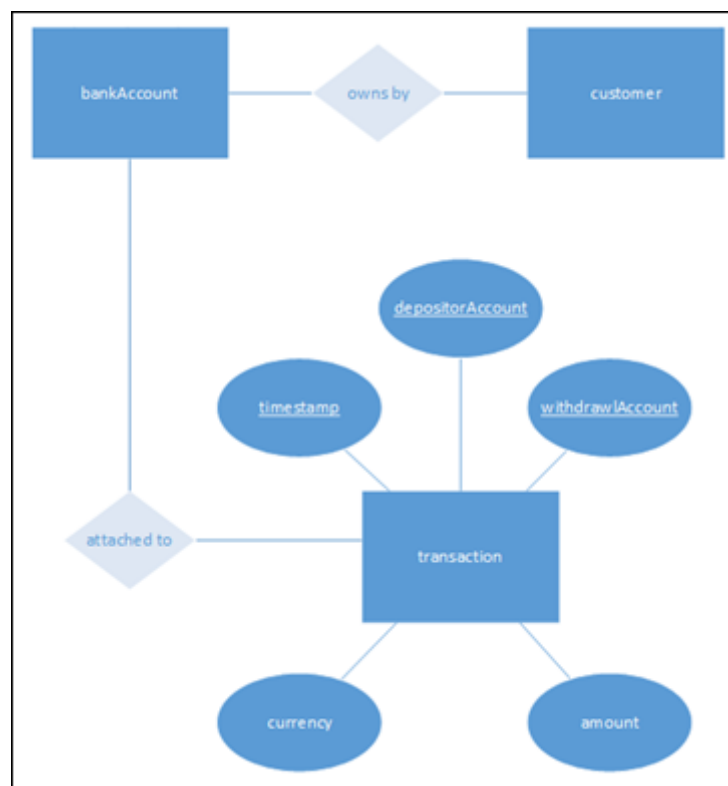 bankAccount
owns by
customer
depositorAccount
timestamp
withdrawlAccount
attached to
transaction
currency
amount